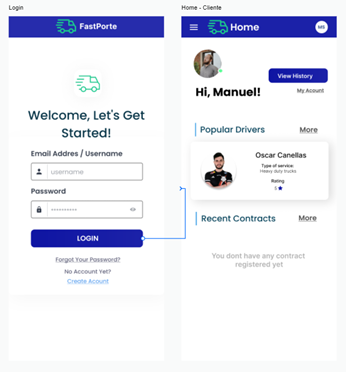 Login
FastPorte
Welcome, Let's Get
Started!
Email Addres / Username
username
Password
----------
LOGIN
Forgot Your Password?
No Account Yet?
Create Acount
Home - Cliente
Home
ME
View History
Hi, Manuel!
My Account
Popular Drivers
More
Oscar Canellas
Type of service:
Heavy duty trucks
Rating
5
Recent Contracts
More
You dont have any contract
registered yet